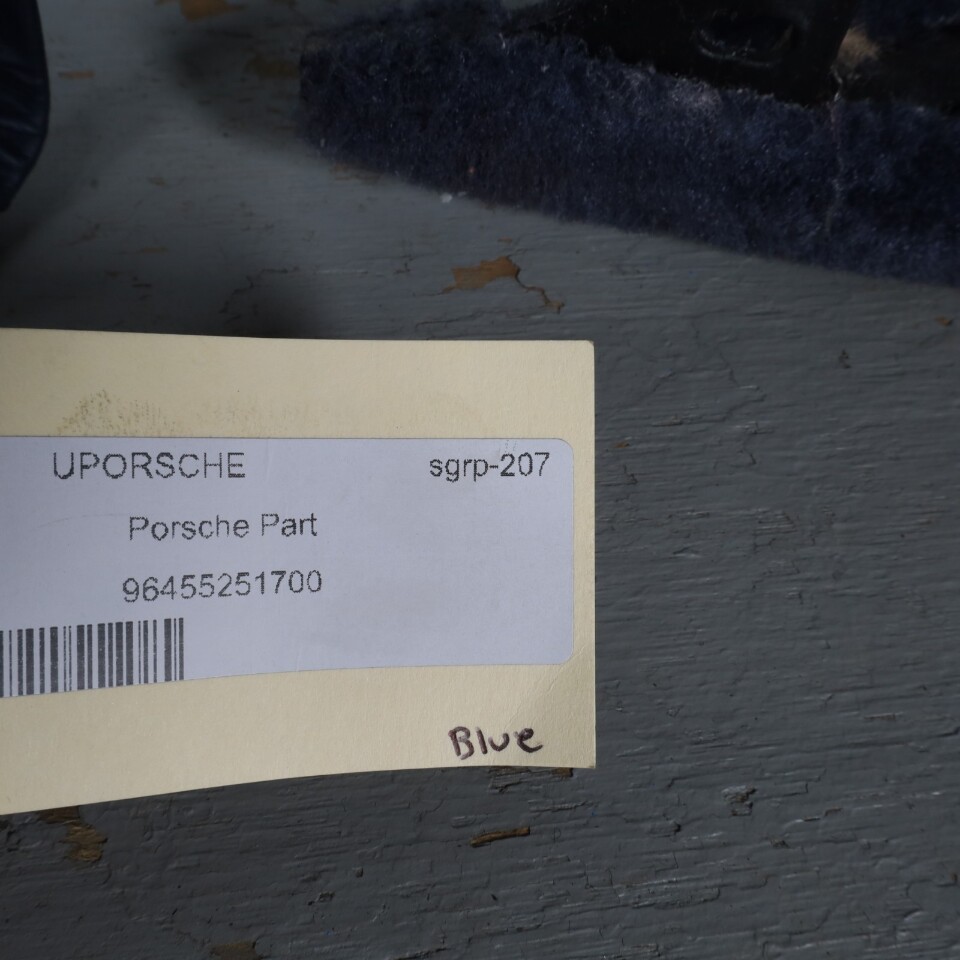 UPORSCHE sgrp-207
Porsche Part
96455251700
Blue